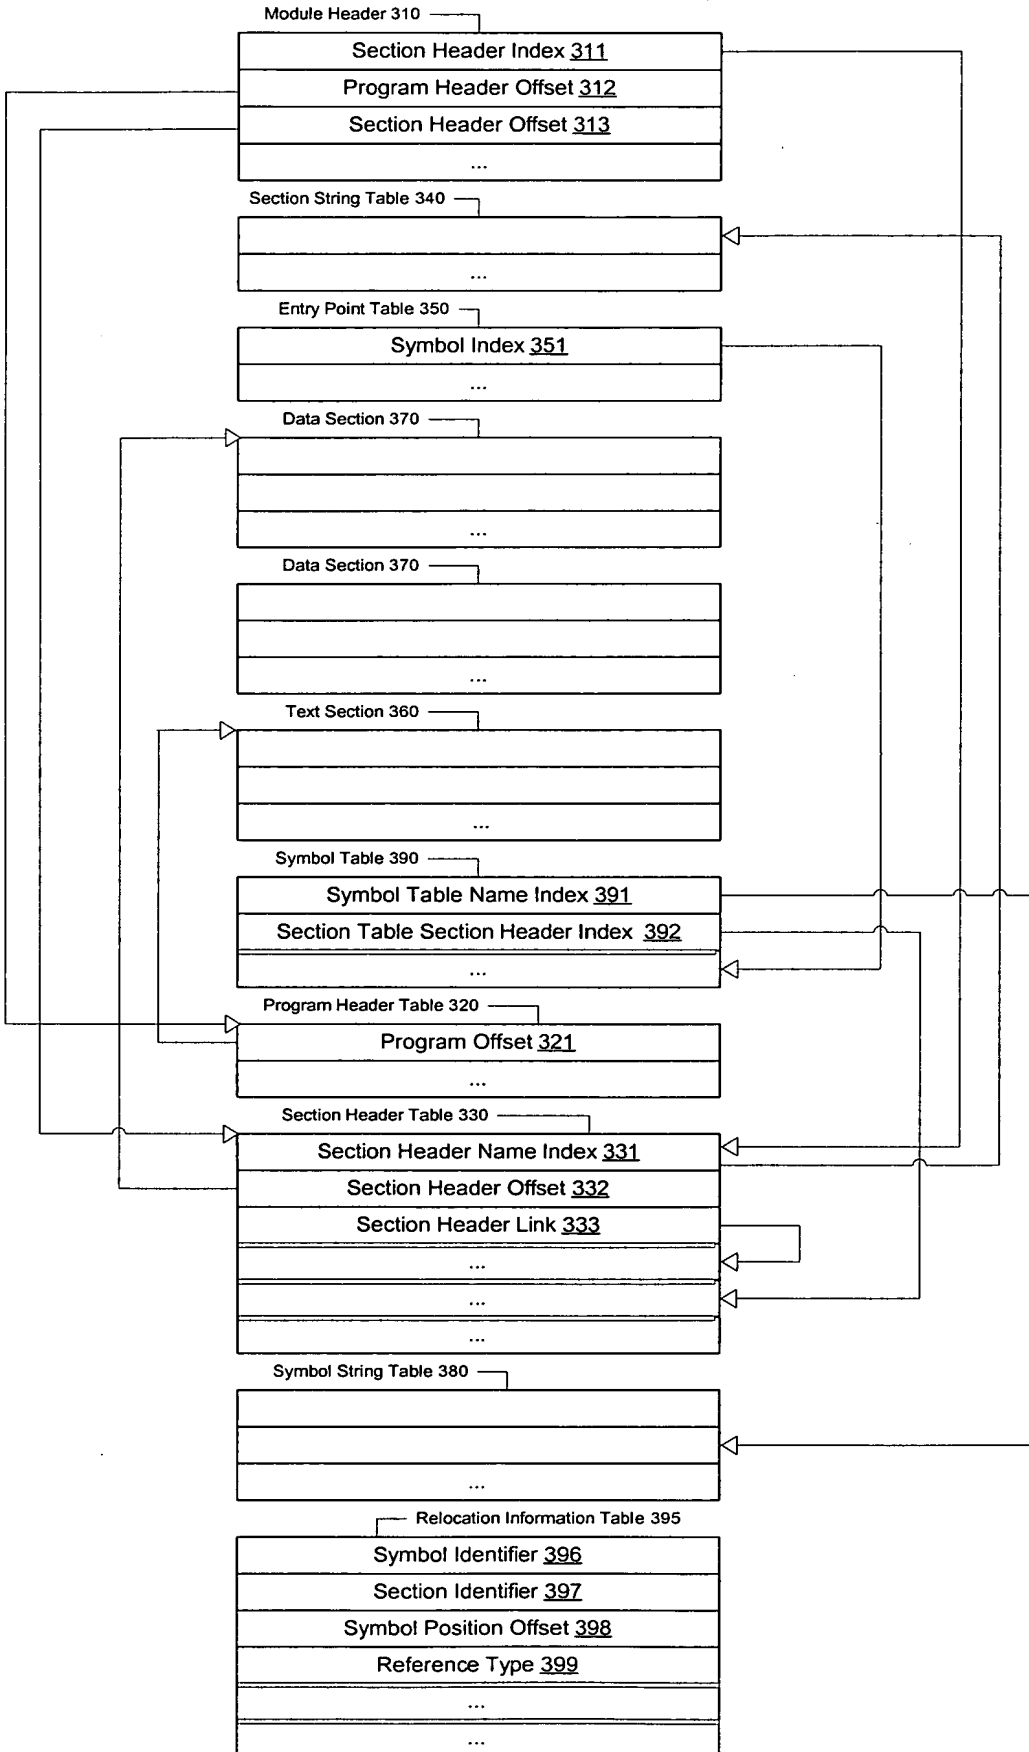 Module Header 310
Section Header Index 311
Program Header Offset 312
Section Header Offset 313
...
Section String Table 340
...
Entry Point Table 350
Symbol Index 351
...
Data Section 370
...
Data Section 370
...
Text Section 360
...
Symbol Table 390
Symbol Table Name Index 391
Section Table Section Header Index 392
...
Program Header Table 320
Program Offset 321
...
Section Header Table 330
Section Header Name Index 331
Section Header Offset 332
Section Header Link 333
...
...
...
Symbol String Table 380
...
Relocation Information Table 395
Symbol Identifier 396
Section Identifier 397
Symbol Position Offset 398
Reference Type 399
...
...